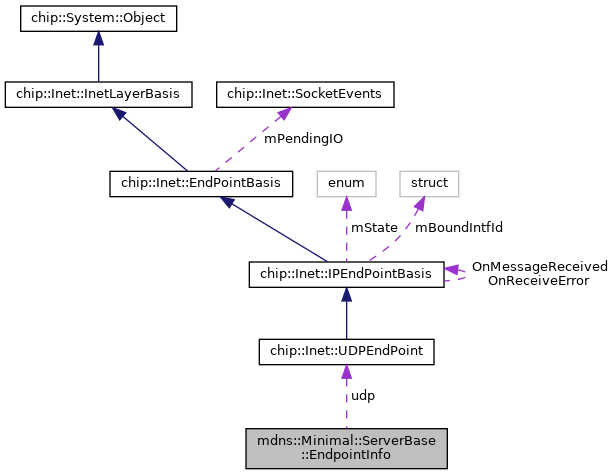 chip::System::Object
chip::Inet::InetLayerBasis
chip::Inet::SocketEvents
mPendingIO
chip::Inet::EndPointBasis
enum
struct
mState
mBoundIntfId
chip::Inet::IPEndPointBasis
OnMessageReceived
OnReceiveError
chip::Inet::UDPEndPoint
udp
mdns::Minimal::ServerBase
::EndpointInfo